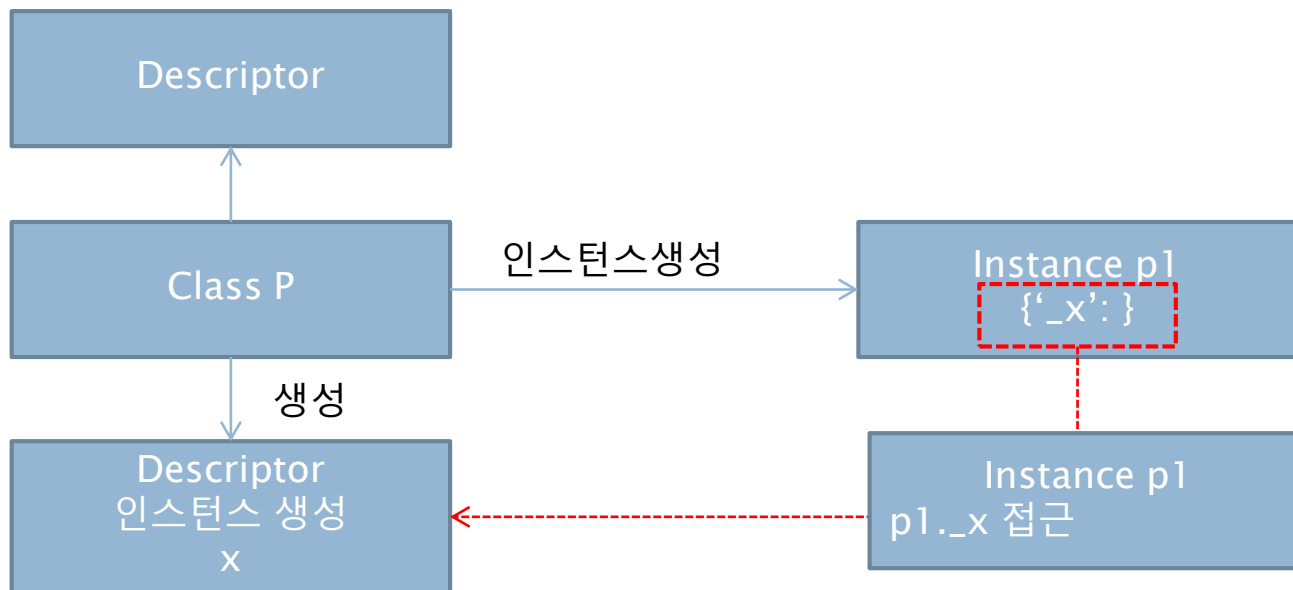 Descriptor
Class P
인스턴스생성
Instance p1
{‘_x’: }
생성
Descriptor
인스턴스 생성
x
Instance p1
p1._x 접근